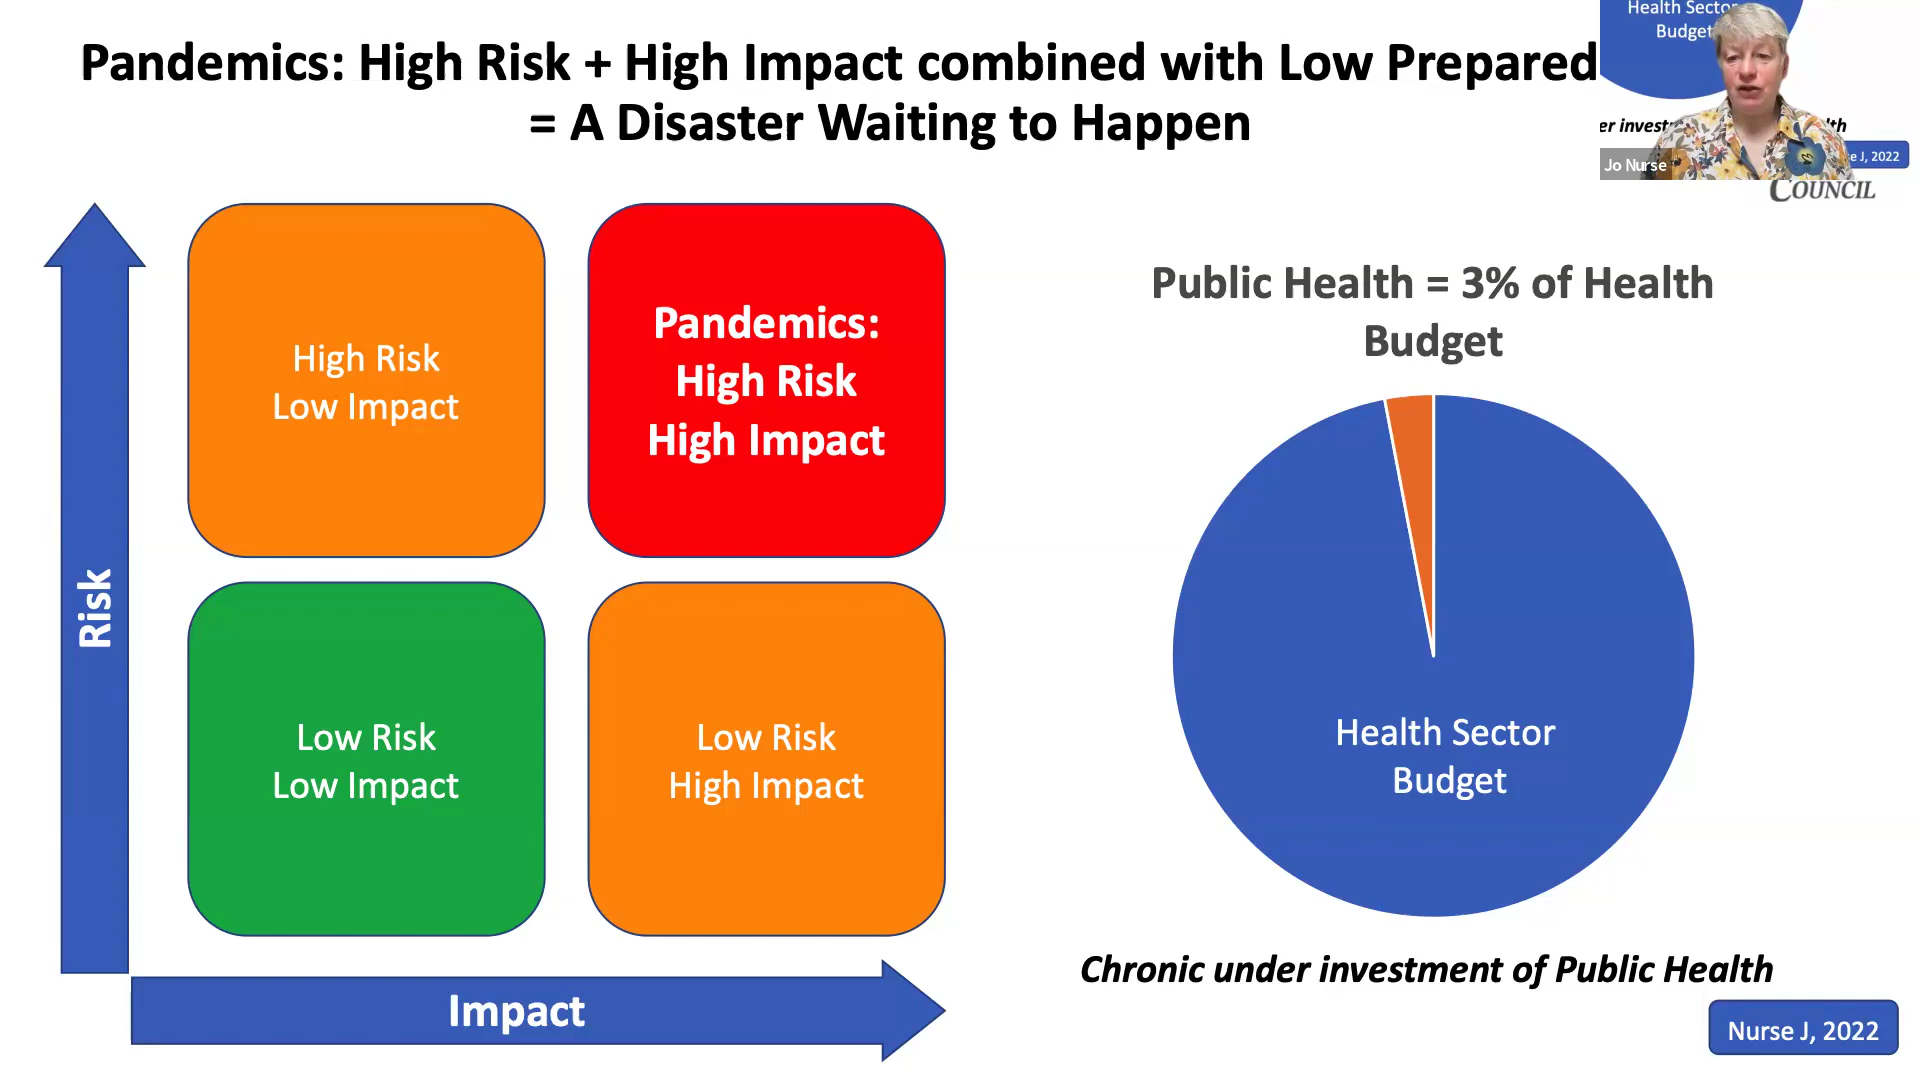 Pandemics: High Risk + High Impact combined with Low Prepared
= A Disaster Waiting to Happen
Health Sector
Budget
er invest
lth
e J, 2022
Jo Nurse
COUNCIL
High Risk
Low Impact
Pandemics:
High Risk
High Impact
Low Risk
Low Impact
Low Risk
High Impact
Risk
Impact
Public Health = 3% of Health
Budget
Health Sector
Budget
Chronic under investment of Public Health
Nurse J, 2022